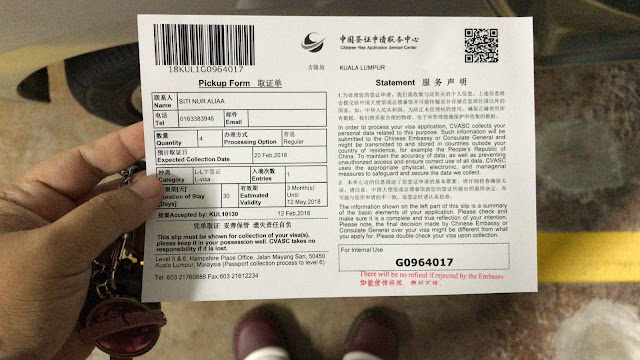 18KUL1G0964017
Pickup Form 取证单
联系人
Name
SITI NUR ALIAA
电话
Tel
0163383946
邮件
Email
数量
Quantity
4
办理方式
Processing Option
普通
Regular
预计取证日
Expected Collection Date
20 Feb,2018
种类
Category
L-L字签证
L-visa
入境次数
Entries
1
Duration of Stay
[Days]
30
有效期
Estimated
Validity
3 Month(s)
Until
12 May,2018
Accepted by: KUL10130
12 Feb,2018
凭单取证 妥善保管 遗失责任自负
This slip must be shown for collection of your visa(s),
please keep it in your possession well. CVASC takes no
responsibility if it is lost.
Level 5 & 6, Hampshire Place Office, Jalan Mayang Sari, 50450
Kuala Lumpur, Malaysia (Passport collection process to level 6)
Tel: 603 21760888 Fax:603 21612234
中国签证申请服务中心
Chinese Visa Application Service Center
吉隆坡
KUALA LUMPUR
Statement 服务声明
In order to process your visa application, CVASC collects your
personal data related to this purpose. Such information will be
submitted to the Chinese Embassy or Consulate General and
might be transmitted to and stored in locations outside your
country of residence, for example the People's Republic of
China. To maintain the accuracy of data, as well as preventing
unauthorized access and ensure correct use of all data, CVASC
uses the appropriate physical, electronic, and managerial
measures to safeguard and secure the data we collect.
The information shown on the left part of this slip is a summary
of the basic elements of your application. Please check and
make sure it is a complete and true reflection of your intention.
Please note, the final decision made by Chinese Embassy or
Consulate General over your visa might be different from what
you apply for. Please double check your visa upon collection.
For Internal Use
G0964017
There will be no refund if rejected by the Embassy